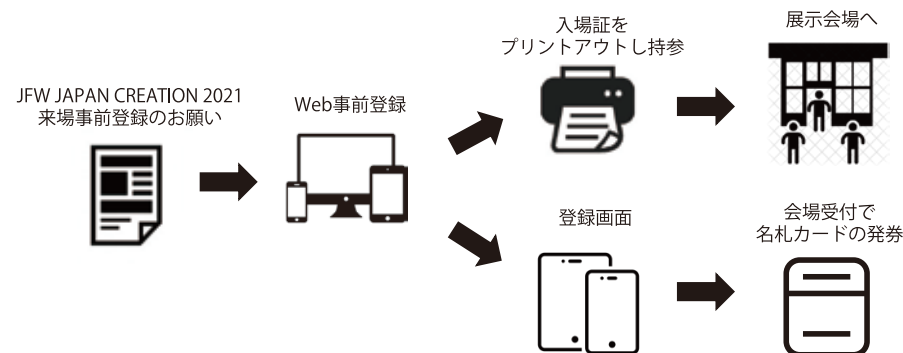 JFW JAPAN CREATION 2021
来場事前登録のお願い
Web事前登録
入場証を
プリントアウトし持参
展示会場へ
登録画面
会場受付で
名札カードの発券